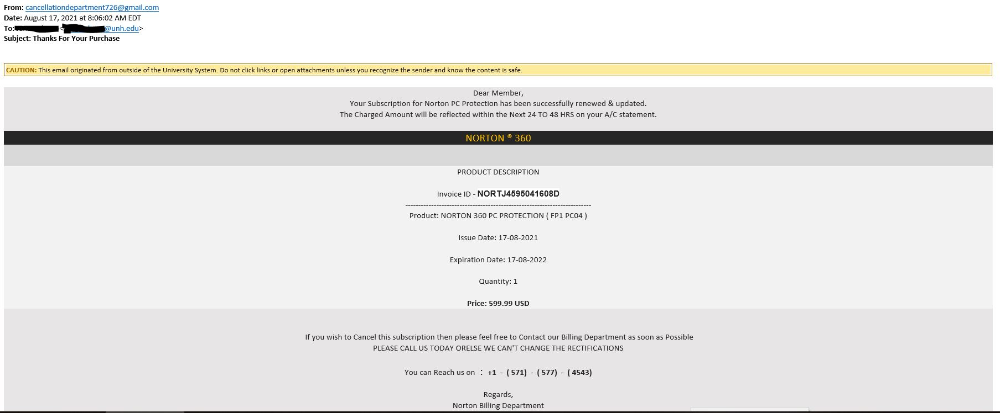 From: cancellationdepartment726@gmail.com
Date: August 17, 2021 at 8:06:02 AM EDT
To: < @unh.edu>
Subject: Thanks For Your Purchase
CAUTION: This email originated from outside of the University System. Do not click links or open attachments unless you recognize the sender and know the content is safe.
Dear Member,
Your Subscription for Norton PC Protection has been successfully renewed & updated.
The Charged Amount will be reflected within the Next 24 TO 48 HRS on your A/C statement.
NORTON ® 360
PRODUCT DESCRIPTION
Invoice ID - NORTJ4595041608D
------------------------------------------------------------------------
Product: NORTON 360 PC PROTECTION ( FP1 PC04 )
Issue Date: 17-08-2021
Expiration Date: 17-08-2022
Quantity: 1
Price: 599.99 USD
If you wish to Cancel this subscription then please feel free to Contact our Billing Department as soon as Possible
PLEASE CALL US TODAY ORELSE WE CAN'T CHANGE THE RECTIFICATIONS
You can Reach us on : +1 - ( 571) - ( 577) - ( 4543)
Regards,
Norton Billing Department